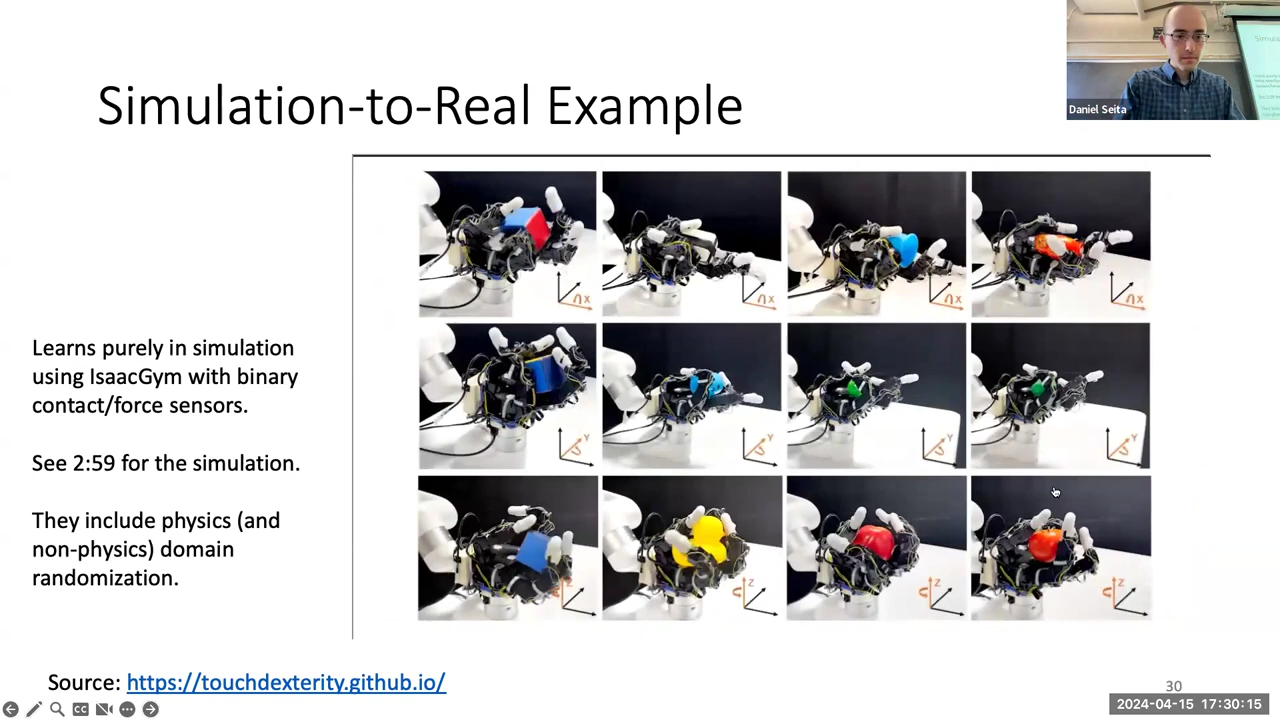 Simulation-to-Real Example
Daniel Seita
Learns purely in simulation
using IsaacGym with binary
contact/force sensors.
See 2:59 for the simulation.
They include physics (and
non-physics) domain
randomization.
X
X
X
X
Y
Y
Y
Y
Z
Z
Z
Z
Source: https://touchdexterity.github.io/
30
CC
2024-04-15 17:30:15